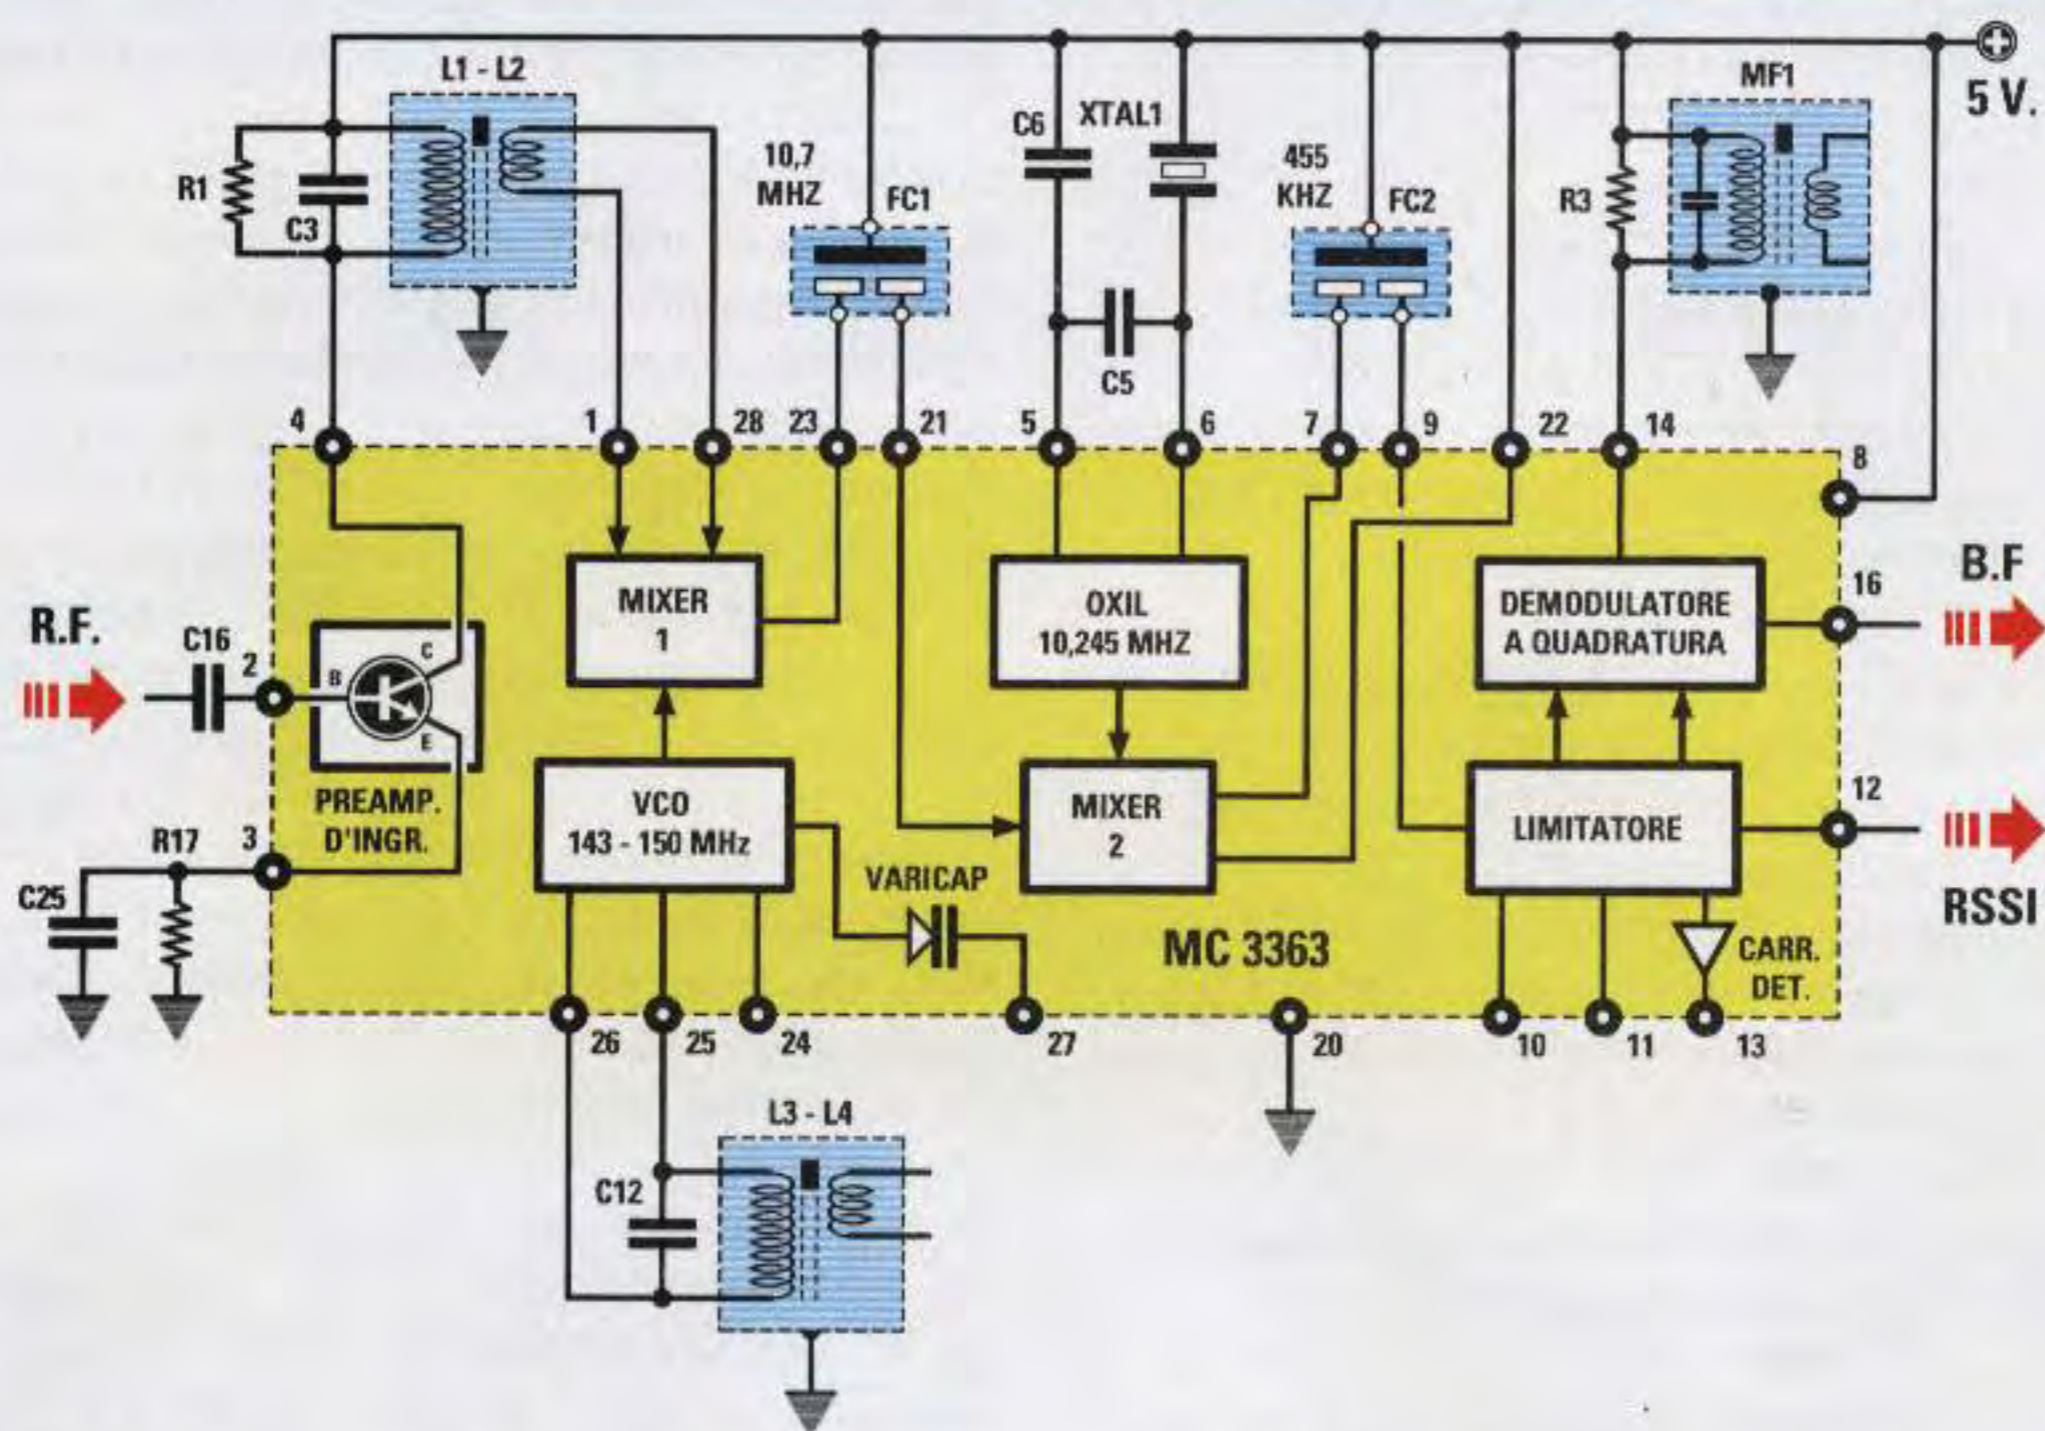 L1 - L2
MF1
5 V.
C6
XTAL1
10,7
MHZ
455
KHZ
R1
FC1
FC2
R3
C3
C5
4
1
28
23
21
5
6
7
9
22
14
8
MIXER
1
OXIL
10,245 MHZ
DEMODULATORE
A QUADRATURA
16
B.F
R.F.
C16
2
B
C
E
PREAMP.
D'INGR.
VCO
143 - 150 MHz
MIXER
2
LIMITATORE
12
RSSI
R17
3
C25
VARICAP
MC 3363
CARR.
DET.
26
25
24
27
20
10
11
13
L3 - L4
C12